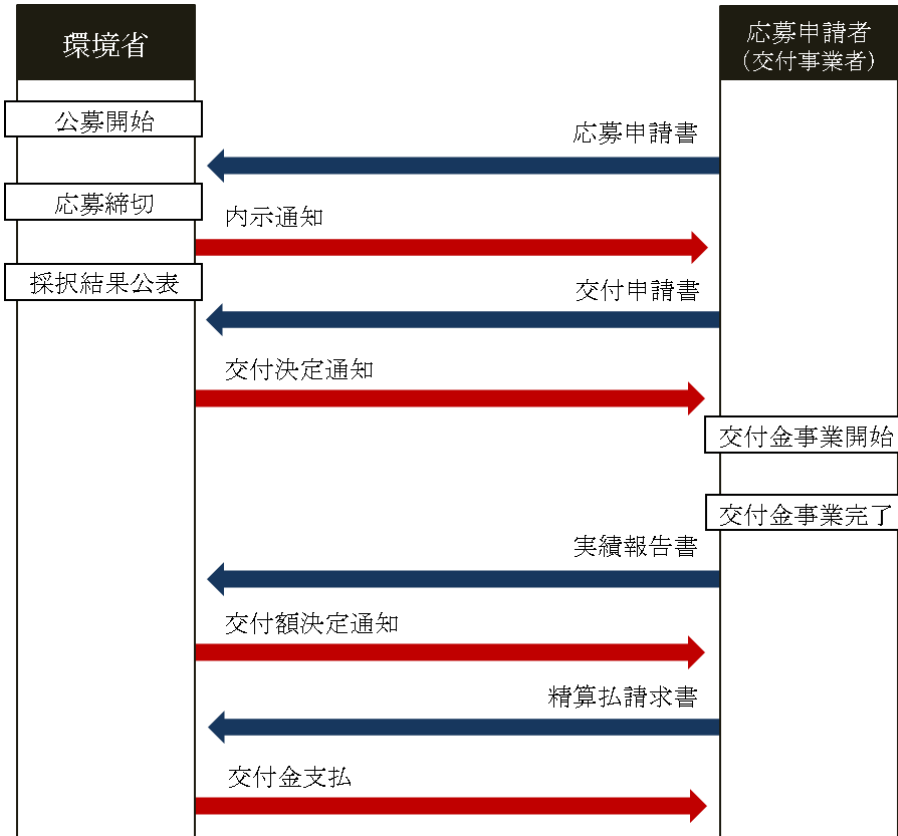 環境省
応募申請者
(交付事業者)
公募開始
応募申請書
応募締切
内示通知
採択結果公表
交付申請書
交付決定通知
交付金事業開始
交付金事業完了
実績報告書
交付額決定通知
精算払請求書
交付金支払